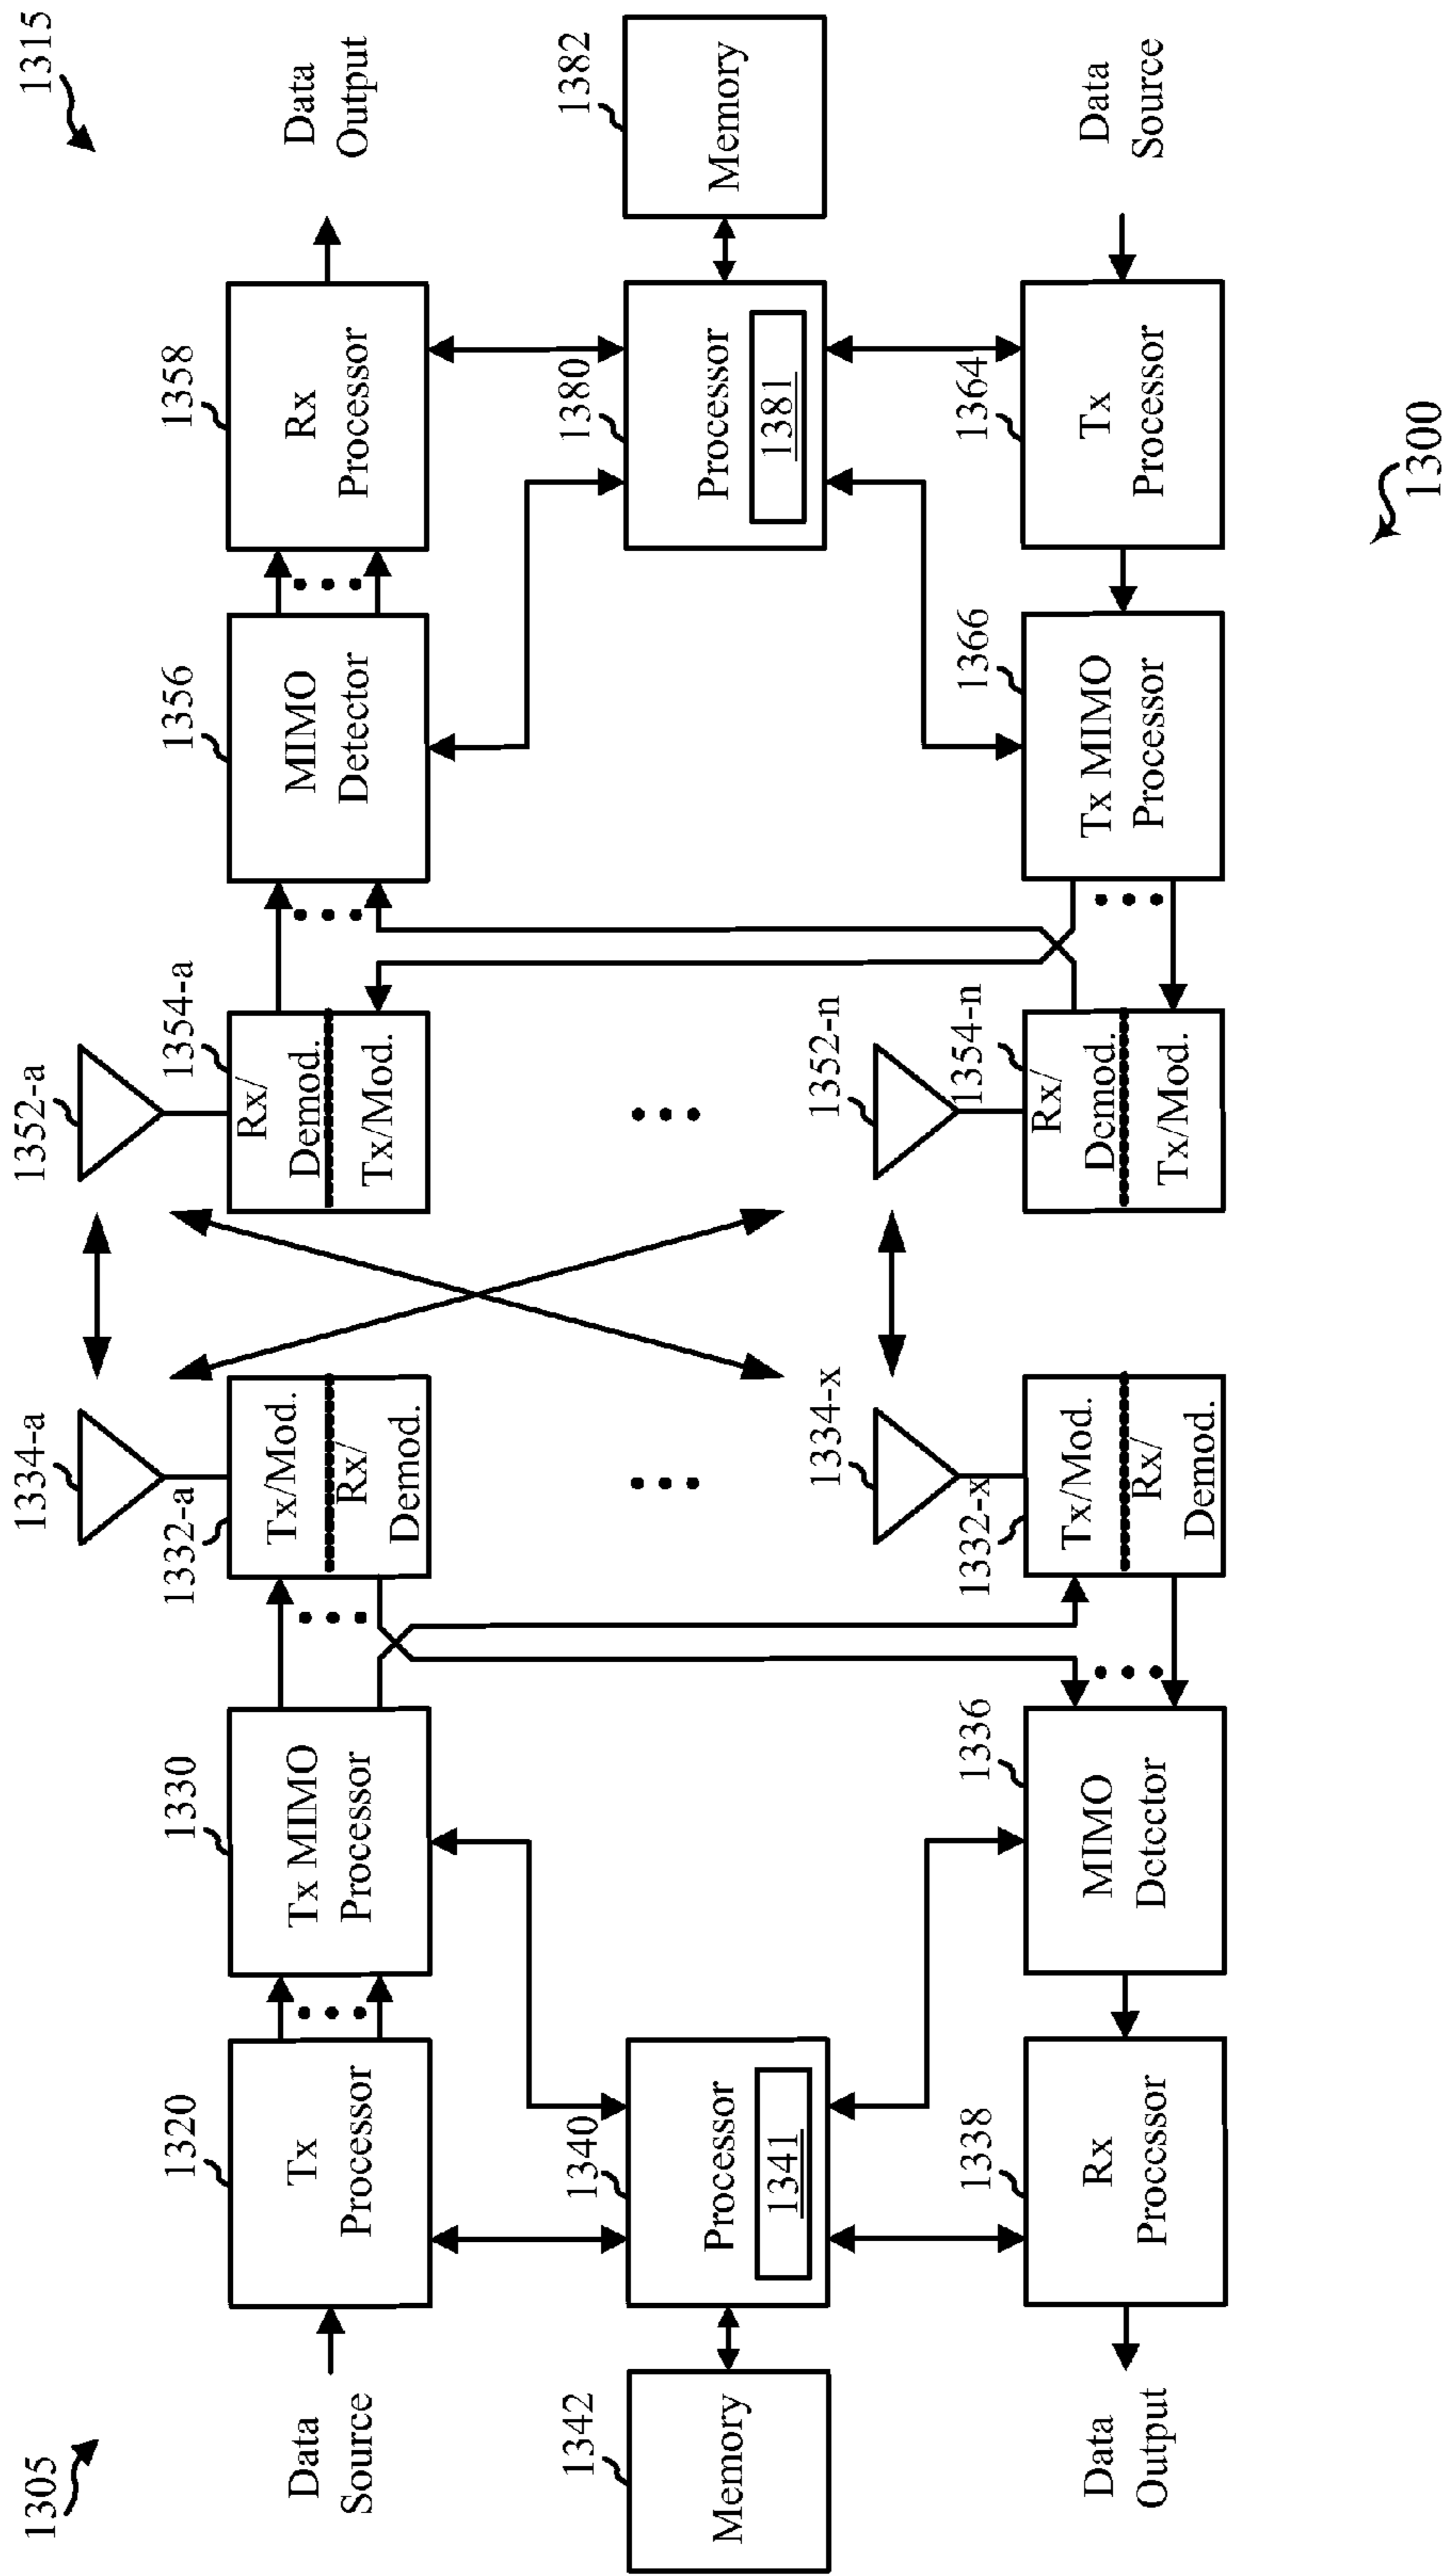 1305
1315
Data
Source
1320
Tx
Processor
1330
Tx MIMO
Processor
1334-a
1332-a
Tx/Mod.
Rx/
Demod.
1352-a
1354-a
Rx/
Demod.
Tx/Mod.
1356
MIMO
Detector
1358
Rx
Processor
Data
Output
1342
Memory
1340
Processor
1341
1380
Processor
1381
1382
Memory
Data
Output
1338
Rx
Processor
1336
MIMO
Detector
1334-x
1332-x
Tx/Mod.
Rx/
Demod.
1352-n
1354-n
Rx/
Demod.
Tx/Mod.
1366
Tx MIMO
Processor
1364
Tx
Processor
Data
Source
1300